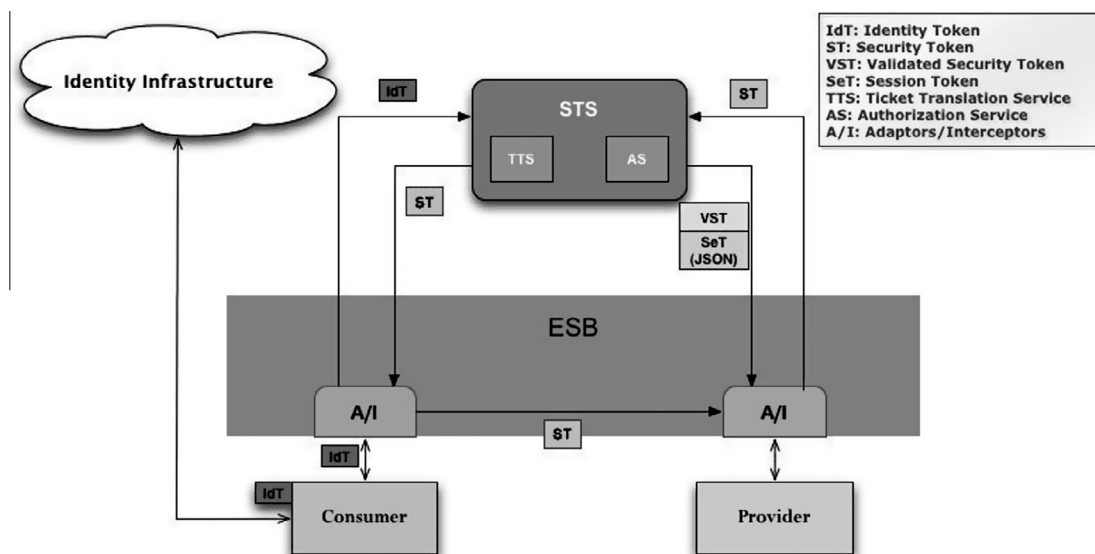 IdT: Identity Token
ST: Security Token
VST: Validated Security Token
SeT: Session Token
TTS: Ticket Translation Service
AS: Authorization Service
A/I: Adaptors/Interceptors
Identity Infrastructure
IdT
STS
ST
TTS
AS
ST
VST
SeT
(JSON)
ESB
A/I
A/I
ST
IdT
IdT
Consumer
Provider